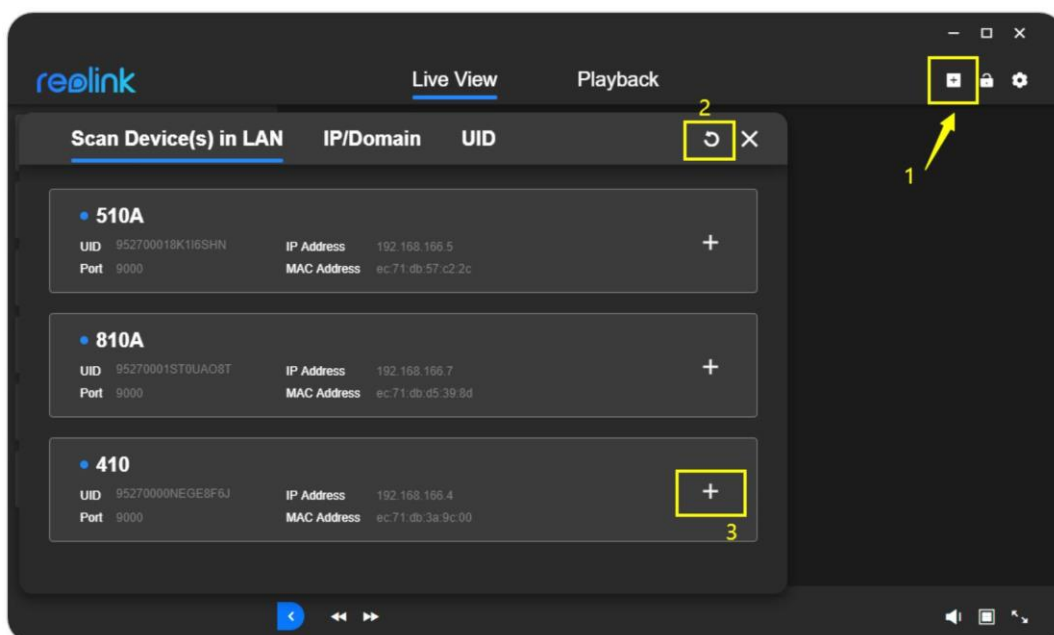 reolink
Live View Playback
1
2
Scan Device(s) in LAN IP/Domain UID
510A
UID 952700018K1I6SHN IP Address 192.168.166.5
Port 9000 MAC Address ec:71:db:57:c2:2c
810A
UID 95270001ST0UAO8T IP Address 192.168.166.7
Port 9000 MAC Address ec:71:db:d5:39:8d
410
UID 95270000NEGE8F6J IP Address 192.168.166.4
Port 9000 MAC Address ec:71:db:3a:9c:00
3